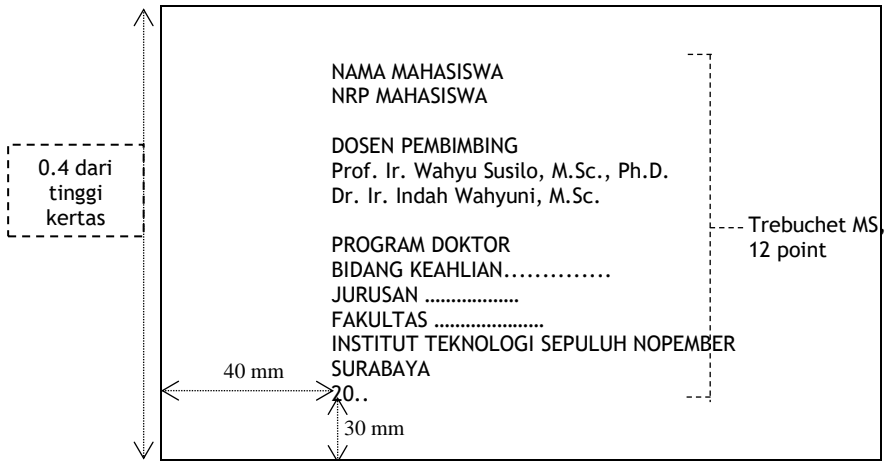 NAMA MAHASISWA
NRP MAHASISWA
DOSEN PEMBIMBING
Prof. Ir. Wahyu Susilo, M.Sc., Ph.D.
Dr. Ir. Indah Wahyuni, M.Sc.
PROGRAM DOKTOR
BIDANG KEAHLIAN..............
JURUSAN ..................
FAKULTAS .....................
INSTITUT TEKNOLOGI SEPULUH NOPEMBER
SURABAYA
20..
0.4 dari
tinggi
kertas
Trebuchet MS,
12 point
40 mm
30 mm